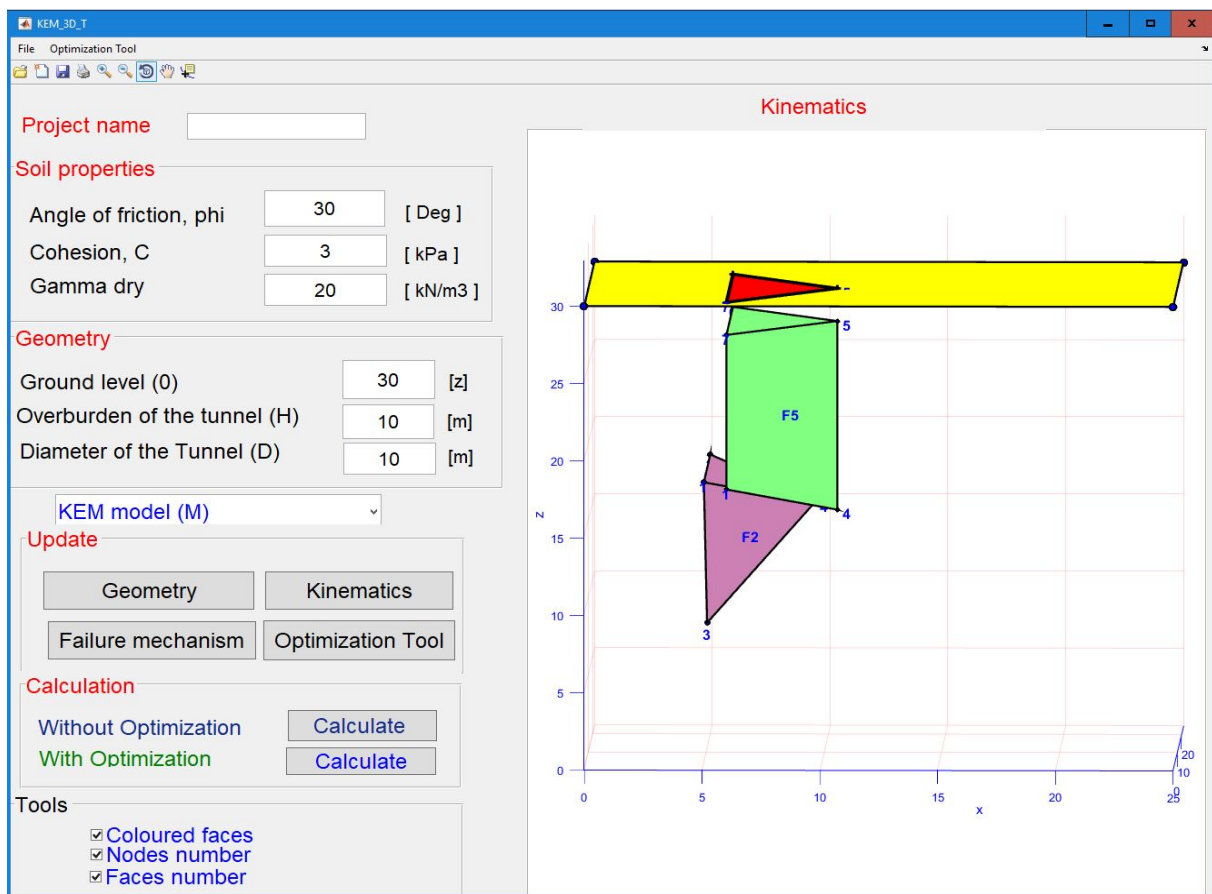 KEM_3D_T
File Optimization Tool
Kinematics
Project name
Soil properties
Angle of friction, phi 30 [ Deg ]
Cohesion, C 3 [ kPa ]
Gamma dry 20 [ kN/m3 ]
Geometry
Ground level (0) 30 [z]
Overburden of the tunnel (H) 10 [m]
Diameter of the Tunnel (D) 10 [m]
KEM model (M)
Update
Geometry Kinematics
Failure mechanism Optimization Tool
Calculation
Without Optimization Calculate
With Optimization Calculate
Tools
Coloured faces
Nodes number
Faces number
30
25
20
15
10
5
0
z
5
F5
4
F2
3
20
10
0
0 5 10 15 20 25
x